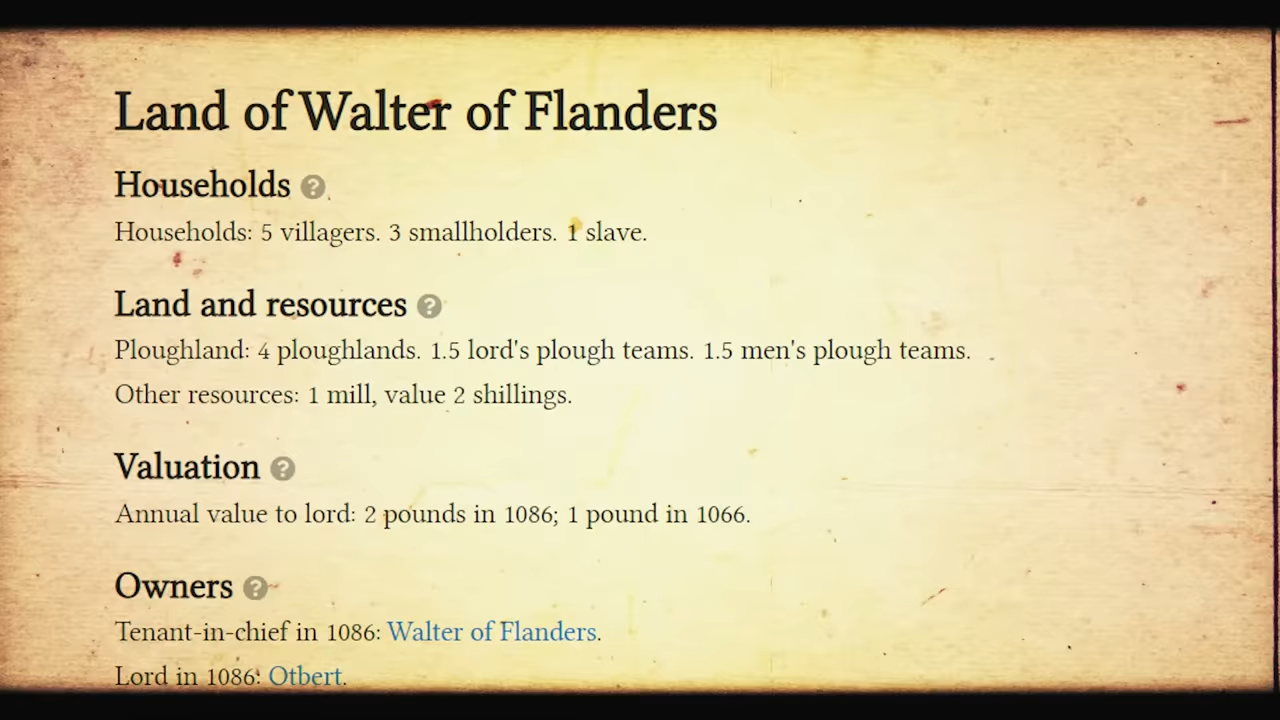 Land of Walter of Flanders
Households ?
Households: 5 villagers. 3 smallholders. 1 slave.
Land and resources ?
Ploughland: 4 ploughlands. 1.5 lord's plough teams. 1.5 men's plough teams.
Other resources: 1 mill, value 2 shillings.
Valuation ?
Annual value to lord: 2 pounds in 1086; 1 pound in 1066.
Owners ?
Tenant-in-chief in 1086: Walter of Flanders.
Lord in 1086: Otbert.